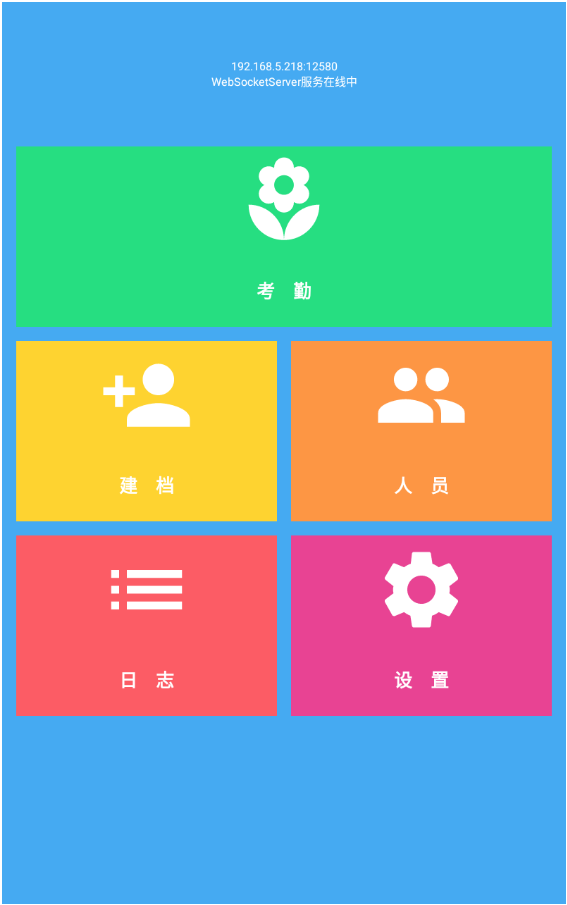 192.168.5.218:12580
WebSocketServer服务在线中
考 勤
建 档
人 员
日 志
设 置